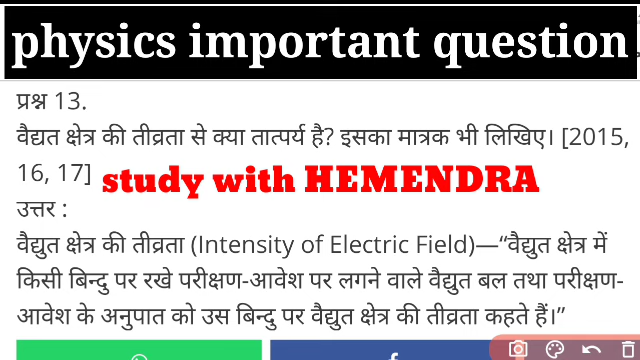 physics important question
प्रश्न 13.
वैद्यत क्षेत्र की तीव्रता से क्या तात्पर्य है? इसका मात्रक भी लिखिए। [2015,
16, 17]
study with HEMENDRA
उत्तर :
वैद्युत क्षेत्र की तीव्रता (Intensity of Electric Field)—“वैद्युत क्षेत्र में
किसी बिन्दु पर रखे परीक्षण-आवेश पर लगने वाले वैद्युत बल तथा परीक्षण-
आवेश के अनुपात को उस बिन्दु पर वैद्युत क्षेत्र की तीव्रता कहते हैं।”